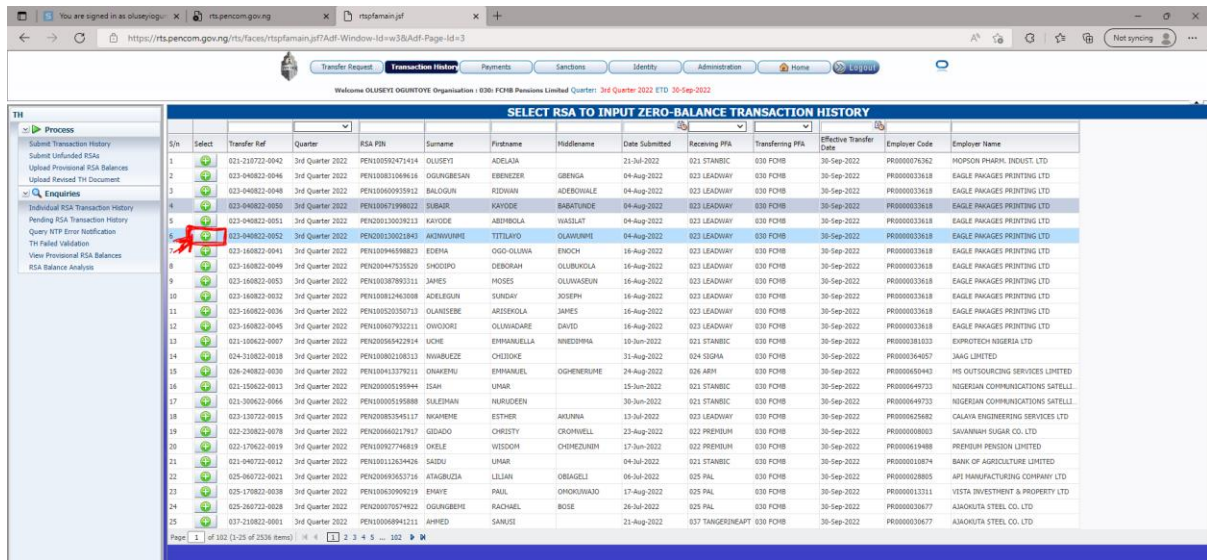 You are signed in as oluseyiogu
rts.pencom.gov.ng
rtspfamain.jsf
https://rts.pencom.gov.ng/rts/faces/rtspfamain.jsf?Adf-Window-Id=w3&Adf-Page-Id=3
Not syncing
Transfer Request Transaction History Payments Sanctions Identity Administration Home Logout
Welcome OLUSEYI OGUNTOYE Organisation : 030: FCMB Pensions Limited Quarter: 3rd Quarter 2022 ETD 30-Sep-2022
TH
Process
Submit Transaction History
Submit Unfunded RSAs
Upload Provisional RSA Balances
Upload Revised TH Document
Enquiries
Individual RSA Transaction History
Pending RSA Transaction History
Query NTP Error Notification
TH Failed Validation
View Provisional RSA Balances
RSA Balance Analysis
SELECT RSA TO INPUT ZERO-BALANCE TRANSACTION HISTORY
S/n Select Transfer Ref Quarter RSA PIN Surname Firstname Middlename Date Submitted Receiving PFA Transferring PFA Effective Transfer Date Employer Code Employer Name
1 021-210722-0042 3rd Quarter 2022 PEN100592471414 OLUSEYI ADELAJA 21-Jul-2022 021 STANBIC 030 FCMB 30-Sep-2022 PR0000076362 MOPSON PHARM. INDUST. LTD
2 023-040822-0046 3rd Quarter 2022 PEN100831069616 OGUNGBESAN EBENEZER GBENGA 04-Aug-2022 023 LEADWAY 030 FCMB 30-Sep-2022 PR0000033618 EAGLE PAKAGES PRINTING LTD
3 023-040822-0048 3rd Quarter 2022 PEN100600935912 BALOGUN RIDWAN ADEBOWALE 04-Aug-2022 023 LEADWAY 030 FCMB 30-Sep-2022 PR0000033618 EAGLE PAKAGES PRINTING LTD
4 023-040822-0050 3rd Quarter 2022 PEN100671998022 SUBAIR KAYODE BABATUNDE 04-Aug-2022 023 LEADWAY 030 FCMB 30-Sep-2022 PR0000033618 EAGLE PAKAGES PRINTING LTD
5 023-040822-0051 3rd Quarter 2022 PEN200130039213 KAYODE ABIMBOLA WASILAT 04-Aug-2022 023 LEADWAY 030 FCMB 30-Sep-2022 PR0000033618 EAGLE PAKAGES PRINTING LTD
6 023-040822-0052 3rd Quarter 2022 PEN200130021843 AKINWUNMI TITILAYO OLAWUNMI 04-Aug-2022 023 LEADWAY 030 FCMB 30-Sep-2022 PR0000033618 EAGLE PAKAGES PRINTING LTD
7 023-160822-0041 3rd Quarter 2022 PEN100946598823 EDEMA OGO-OLUWA ENOCH 16-Aug-2022 023 LEADWAY 030 FCMB 30-Sep-2022 PR0000033618 EAGLE PAKAGES PRINTING LTD
8 023-160822-0049 3rd Quarter 2022 PEN200447535520 SHODIPO DEBORAH OLUBUKOLA 16-Aug-2022 023 LEADWAY 030 FCMB 30-Sep-2022 PR0000033618 EAGLE PAKAGES PRINTING LTD
9 023-160822-0053 3rd Quarter 2022 PEN100387893311 JAMES MOSES OLUWASEUN 16-Aug-2022 023 LEADWAY 030 FCMB 30-Sep-2022 PR0000033618 EAGLE PAKAGES PRINTING LTD
10 023-160822-0032 3rd Quarter 2022 PEN100812463008 ADELEGUN SUNDAY JOSEPH 16-Aug-2022 023 LEADWAY 030 FCMB 30-Sep-2022 PR0000033618 EAGLE PAKAGES PRINTING LTD
11 023-160822-0036 3rd Quarter 2022 PEN100520350713 OLANISEBE ARISEKOLA JAMES 16-Aug-2022 023 LEADWAY 030 FCMB 30-Sep-2022 PR0000033618 EAGLE PAKAGES PRINTING LTD
12 023-160822-0045 3rd Quarter 2022 PEN100607932211 OWOJORI OLUWADARE DAVID 16-Aug-2022 023 LEADWAY 030 FCMB 30-Sep-2022 PR0000033618 EAGLE PAKAGES PRINTING LTD
13 021-100622-0007 3rd Quarter 2022 PEN200565422914 UCHE EMMANUELLA NNEDIMMA 10-Jun-2022 021 STANBIC 030 FCMB 30-Sep-2022 PR0000381033 EXPROTECH NIGERIA LTD
14 024-310822-0018 3rd Quarter 2022 PEN100802108313 NWABUEZE CHIJIOKE 31-Aug-2022 024 SIGMA 030 FCMB 30-Sep-2022 PR0000364057 JAAG LIMITED
15 026-240822-0030 3rd Quarter 2022 PEN100413379211 ONAKEMU EMMANUEL OGHENERUME 24-Aug-2022 026 ARM 030 FCMB 30-Sep-2022 PR0000650443 MS OUTSOURCING SERVICES LIMITED
16 021-150622-0013 3rd Quarter 2022 PEN200005195944 ISAH UMAR 15-Jun-2022 021 STANBIC 030 FCMB 30-Sep-2022 PR0000649733 NIGERIAN COMMUNICATIONS SATELLI...
17 021-300622-0066 3rd Quarter 2022 PEN100005195888 SULEIMAN NURUDEEN 30-Jun-2022 021 STANBIC 030 FCMB 30-Sep-2022 PR0000649733 NIGERIAN COMMUNICATIONS SATELLI...
18 023-130722-0015 3rd Quarter 2022 PEN200853545117 NKAMEME ESTHER AKUNNA 13-Jul-2022 023 LEADWAY 030 FCMB 30-Sep-2022 PR0000625682 CALAYA ENGINEERING SERVICES LTD
19 022-230822-0078 3rd Quarter 2022 PEN200660217917 GIDADO CHRISTY CROMWELL 23-Aug-2022 022 PREMIUM 030 FCMB 30-Sep-2022 PR0000008003 SAVANNAH SUGAR CO. LTD
20 022-170622-0019 3rd Quarter 2022 PEN100927746819 OKELE WISDOM CHIMEZUNIM 17-Jun-2022 022 PREMIUM 030 FCMB 30-Sep-2022 PR0000619488 PREMIUM PENSION LIMITED
21 021-040722-0012 3rd Quarter 2022 PEN100112634426 SAIDU UMAR 04-Jul-2022 021 STANBIC 030 FCMB 30-Sep-2022 PR0000010874 BANK OF AGRICULTURE LIMITED
22 025-060722-0021 3rd Quarter 2022 PEN200693653716 ATAGBUZIA LILIAN OBIAGELI 06-Jul-2022 025 PAL 030 FCMB 30-Sep-2022 PR0000028805 API MANUFACTURING COMPANY LTD
23 025-170822-0038 3rd Quarter 2022 PEN100630909219 EMAYE PAUL OMOKUWAJO 17-Aug-2022 025 PAL 030 FCMB 30-Sep-2022 PR0000013311 VISTA INVESTMENT & PROPERTY LTD
24 025-260722-0028 3rd Quarter 2022 PEN200070574922 OGUNGBEMI RACHAEL BOSE 26-Jul-2022 025 PAL 030 FCMB 30-Sep-2022 PR0000030677 AJAOKUTA STEEL CO. LTD
25 037-210822-0001 3rd Quarter 2022 PEN100068941211 AHMED SANUSI 21-Aug-2022 037 TANGERINEAPT 030 FCMB 30-Sep-2022 PR0000030677 AJAOKUTA STEEL CO. LTD
Page 1 of 102 (1-25 of 2536 items) 1 2 3 4 5 ... 102